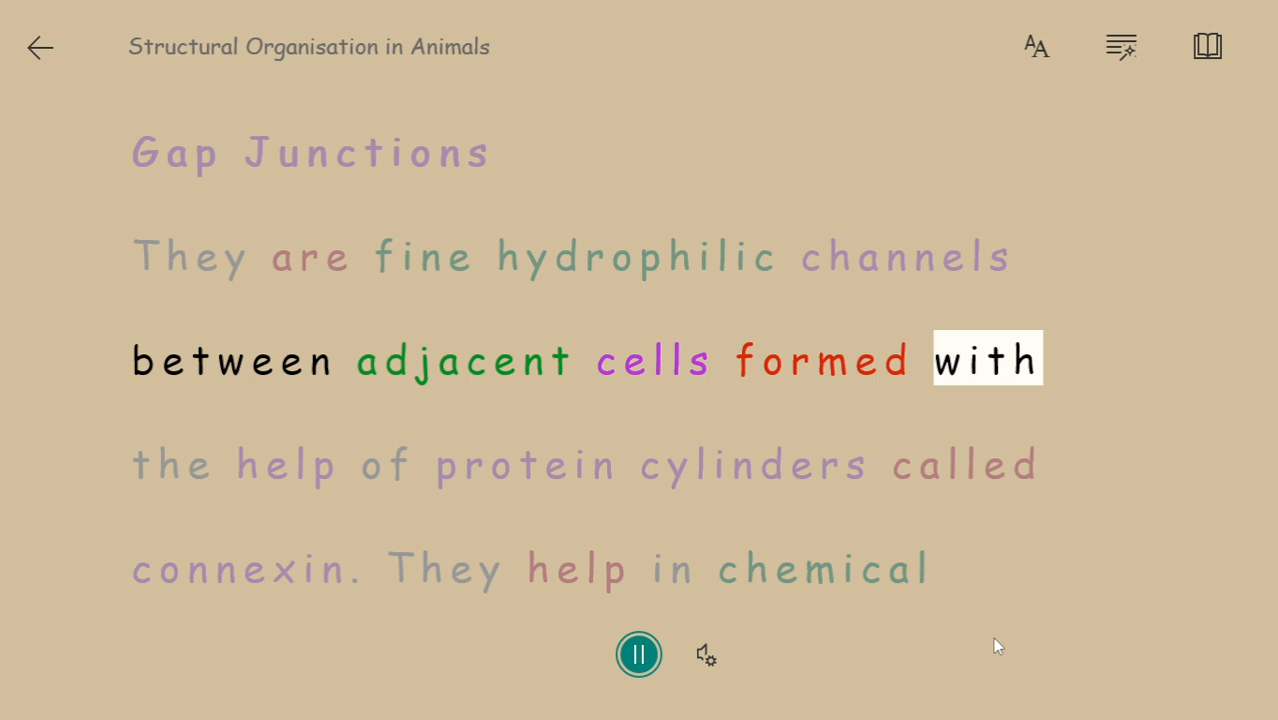 Structural Organisation in Animals
Gap Junctions
They are fine hydrophilic channels
between adjacent cells formed with
the help of protein cylinders called
connexin. They help in chemical